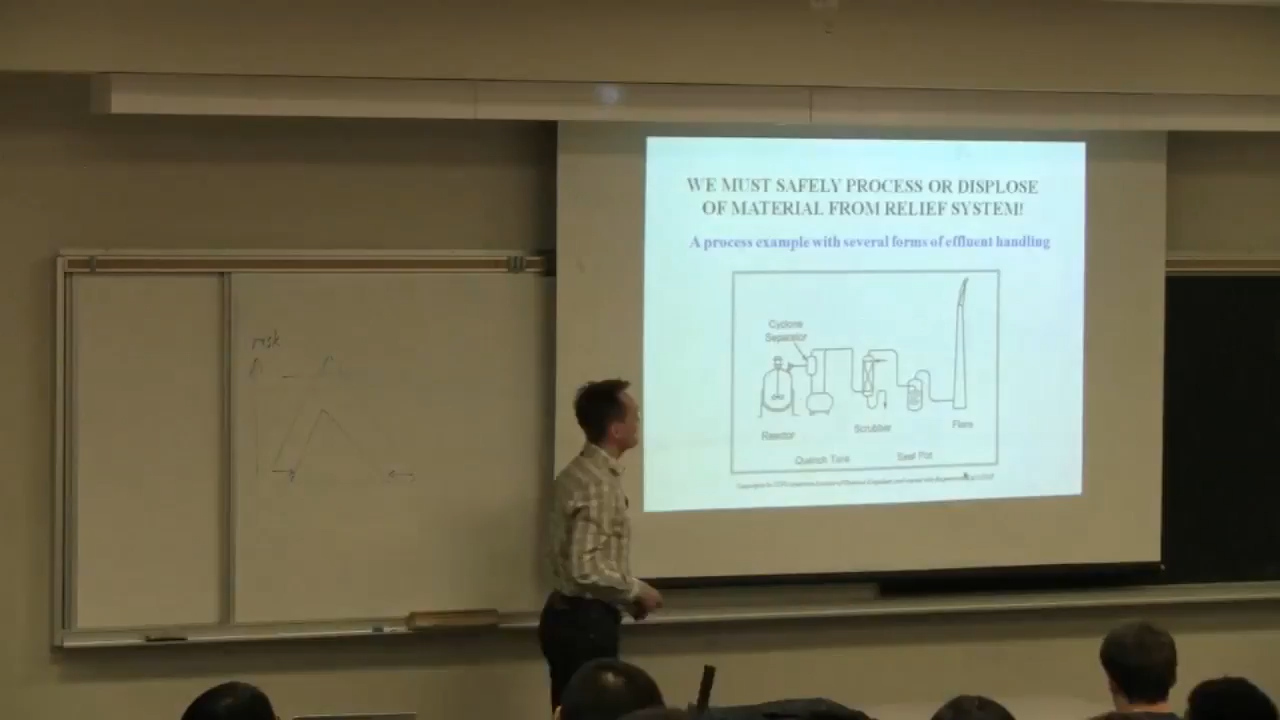 risk
WE MUST SAFELY PROCESS OR DISPLOSE
OF MATERIAL FROM RELIEF SYSTEM!
A process example with several forms of effluent handling
Cyclone
Separator
Reactor
Scrubber
Flare
Quench Tank
Seal Pot